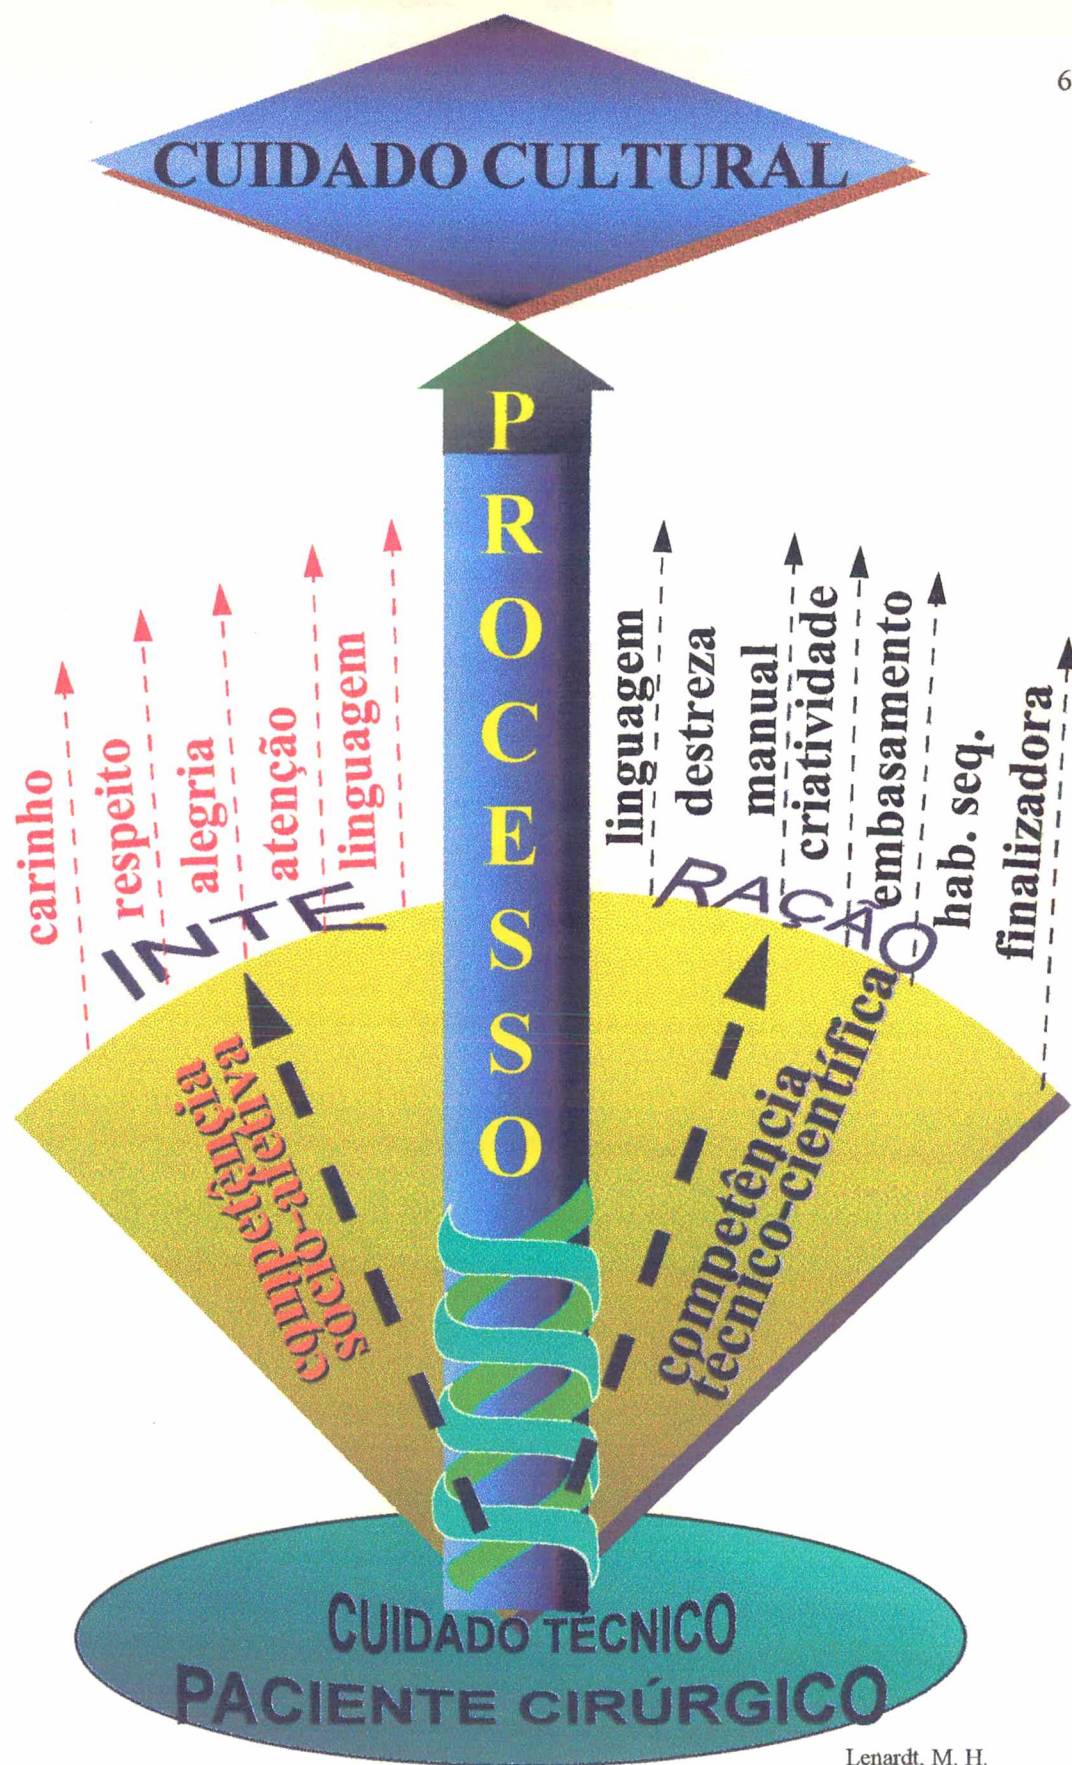 6
CUIDADO CULTURAL
PROCESSO
carinho
respeito
alegria
atenção
linguagem
linguagem
destreza
manual
criatividade
embasamento
hab. seq.
finalizadora
INTE
RAÇÃO
competência
socio-afetiva
competência
técnico-científica
CUIDADO TÉCNICO
PACIENTE CIRÚRGICO
Lenardt, M. H.